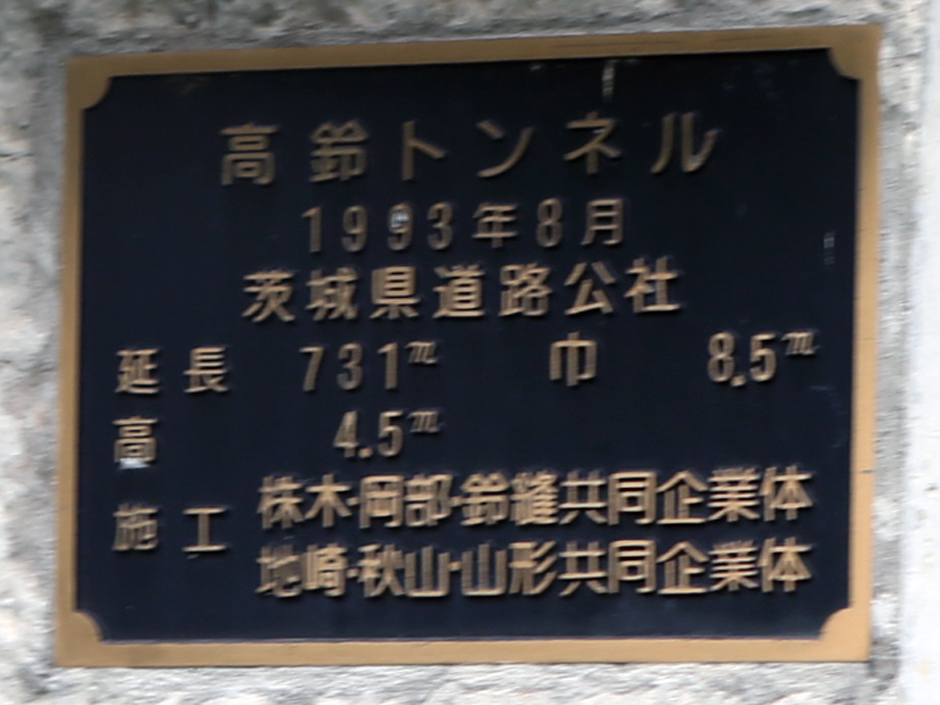 高鈴トンネル
1993年8月
茨城県道路公社
延長 731m 巾 8.5m
高 4.5m
施工 株木・岡部・鈴縫共同企業体
地崎・秋山・山形共同企業体